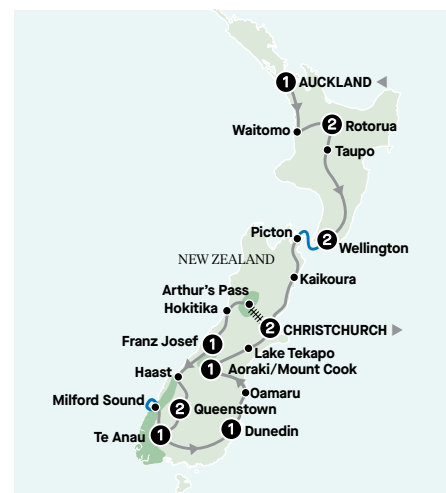 1 AUCKLAND
Waitomo
2 Rotorua
Taupo
Picton
2 Wellington
NEW ZEALAND
Kaikoura
Arthur's Pass
Hokitika
2 CHRISTCHURCH
Franz Josef 1
Lake Tekapo
1 Aoraki/Mount Cook
Haast
Oamaru
Milford Sound
2 Queenstown
Te Anau 1
1 Dunedin